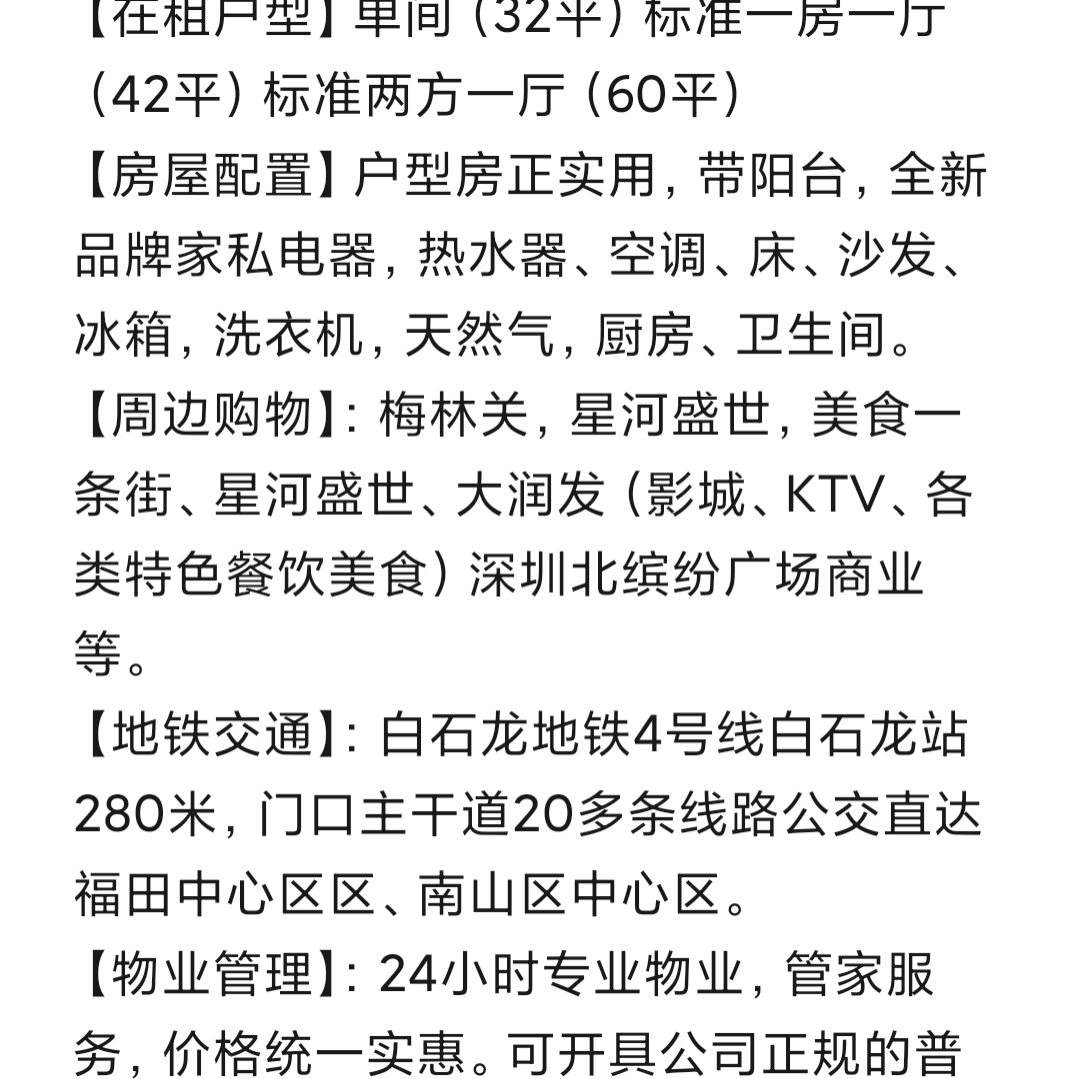 【在租户型】单间（32平）标准一房一厅
（42平）标准两方一厅（60平）
【房屋配置】户型房正实用，带阳台，全新
品牌家私电器，热水器、空调、床、沙发、
冰箱，洗衣机，天然气，厨房、卫生间。
【周边购物】：梅林关，星河盛世，美食一
条街、星河盛世、大润发（影城、KTV、各
类特色餐饮美食）深圳北缤纷广场商业
等。
【地铁交通】：白石龙地铁4号线白石龙站
280米，门口主干道20多条线路公交直达
福田中心区区、南山区中心区。
【物业管理】：24小时专业物业，管家服
务，价格统一实惠。可开具公司正规的普